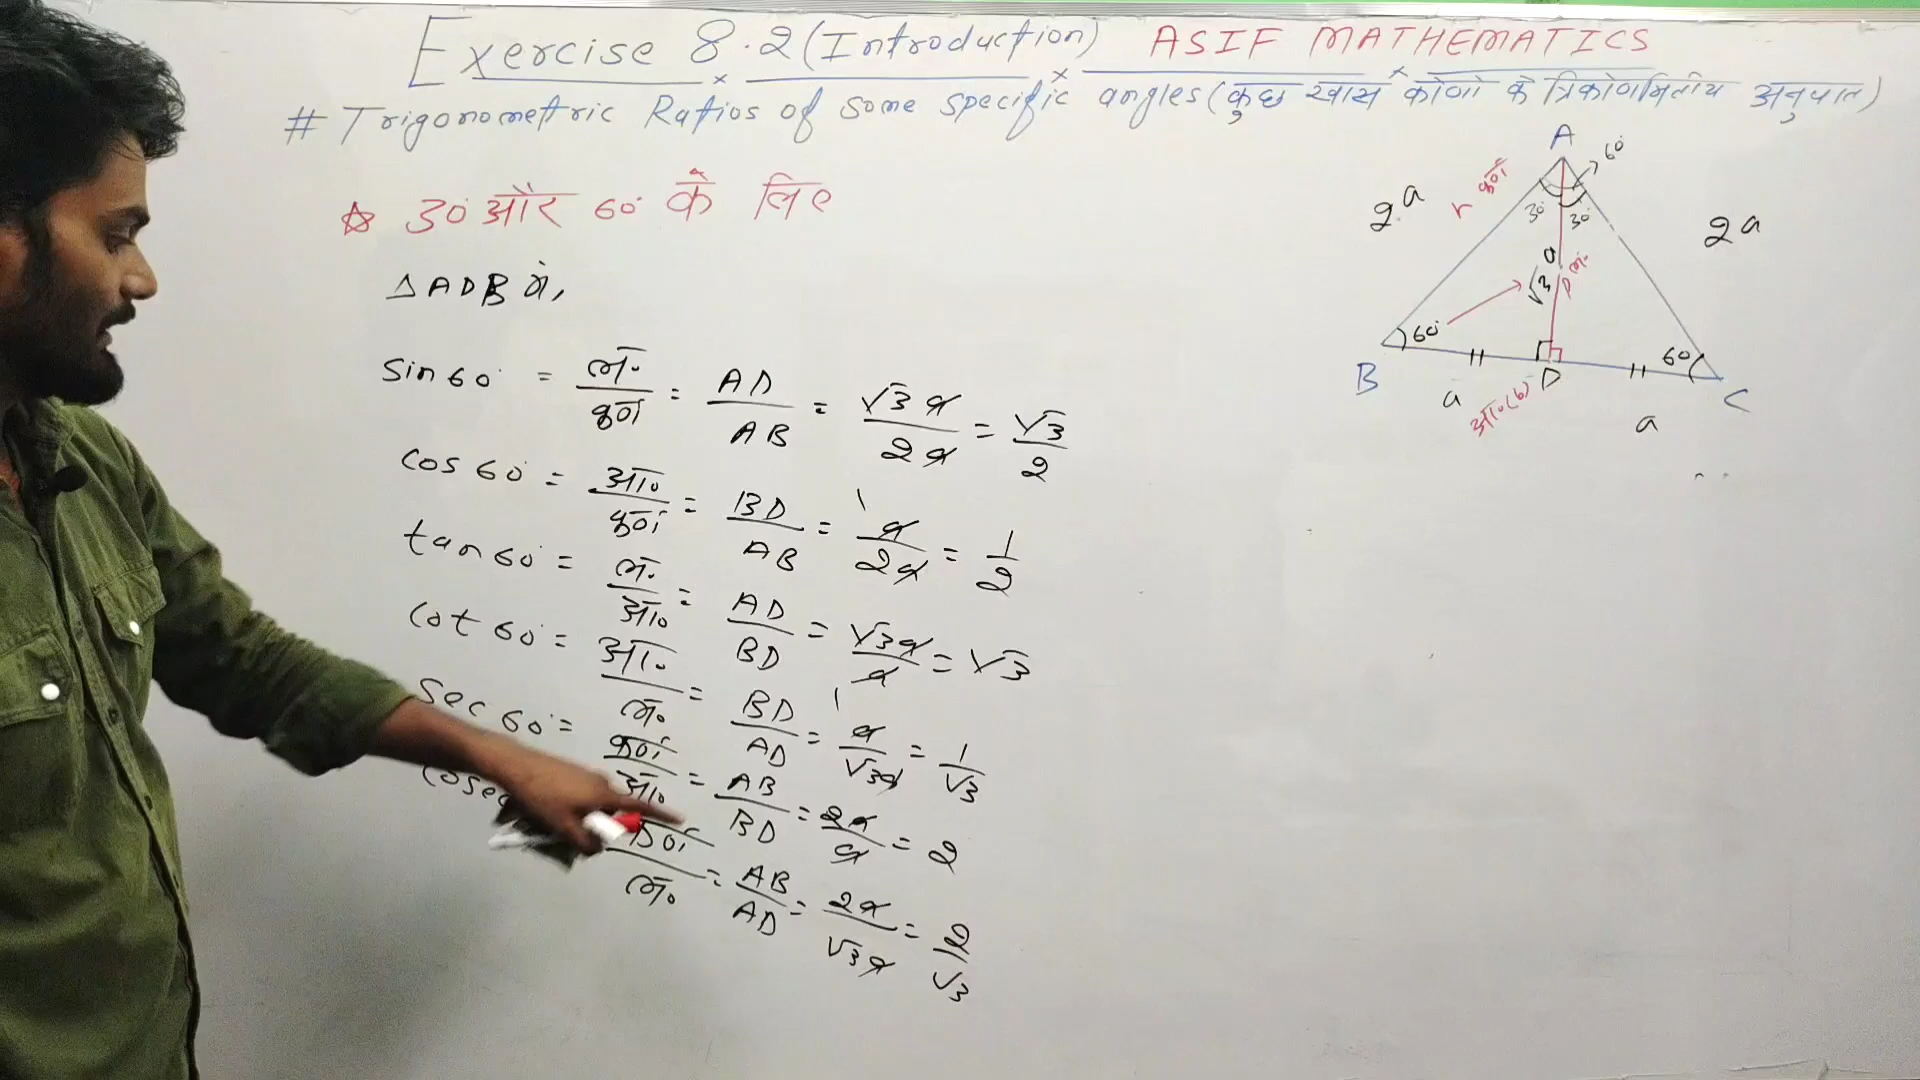 Exercise 8.2 (Introduction) ASIF MATHEMATICS
# Trigonometric Ratios of some specific angles (कुछ खास कोणों के त्रिकोणमितीय अनुपात)
☆ 30° और 60° के लिए
△ADB में,
sin 60° = लं०/कर्ण = AD/AB = √3a/2a = √3/2
cos 60° = आ०/कर्ण = BD/AB = a/2a = 1/2
tan 60° = लं०/आ० = AD/BD = √3a/a = √3
cot 60° = आ०/लं० = BD/AD = a/√3a = 1/√3
sec 60° = कर्ण/आ० = AB/BD = 2a/a = 2
cosec कर्ण/लं० = AB/AD = 2a/√3a = 2/√3
A
60°
2a
कर्ण
30° 30°
2a
√3 a
लं०
60°
60°
B
D
C
a
आ० (b)
a